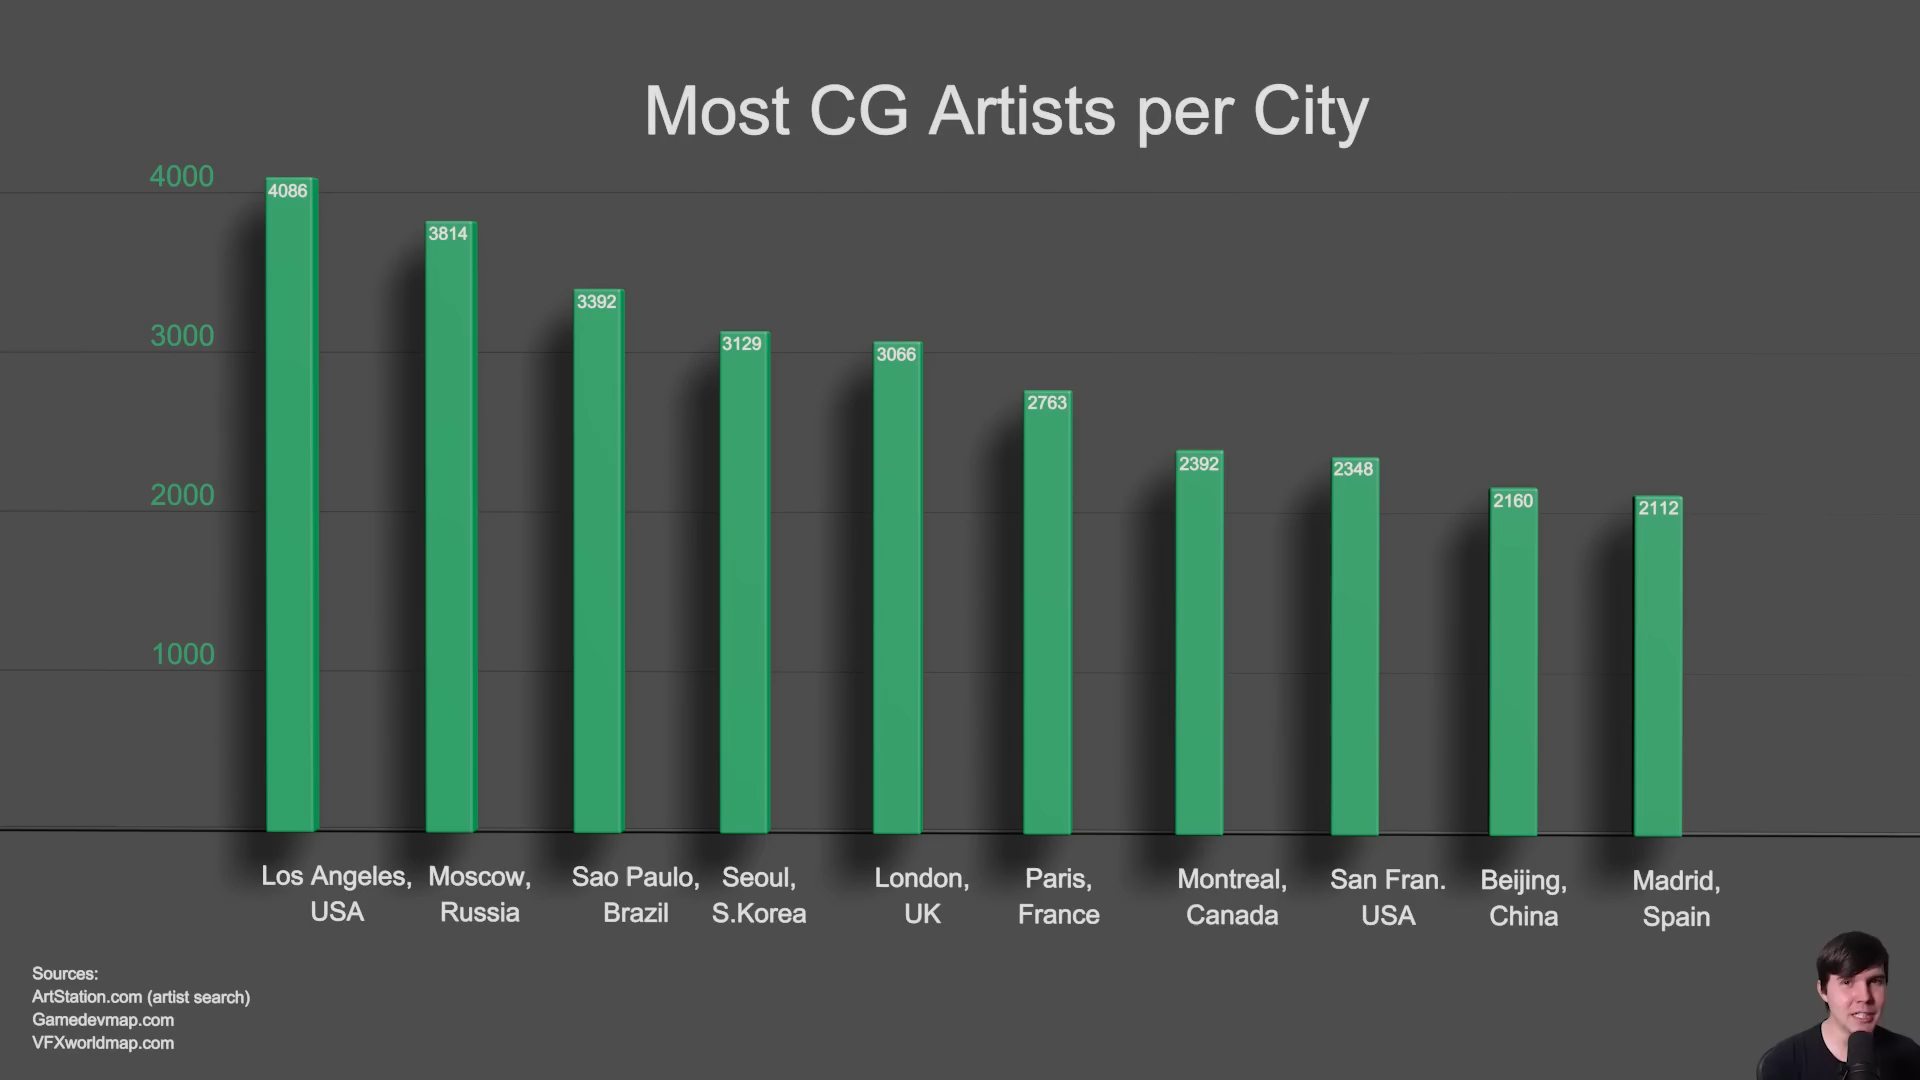 Most CG Artists per City
4000
3000
2000
1000
4086
3814
3392
3129
3066
2763
2392
2348
2160
2112
Los Angeles,
USA
Moscow,
Russia
Sao Paulo,
Brazil
Seoul,
S.Korea
London,
UK
Paris,
France
Montreal,
Canada
San Fran.
USA
Beijing,
China
Madrid,
Spain
Sources:
ArtStation.com (artist search)
Gamedevmap.com
VFXworldmap.com